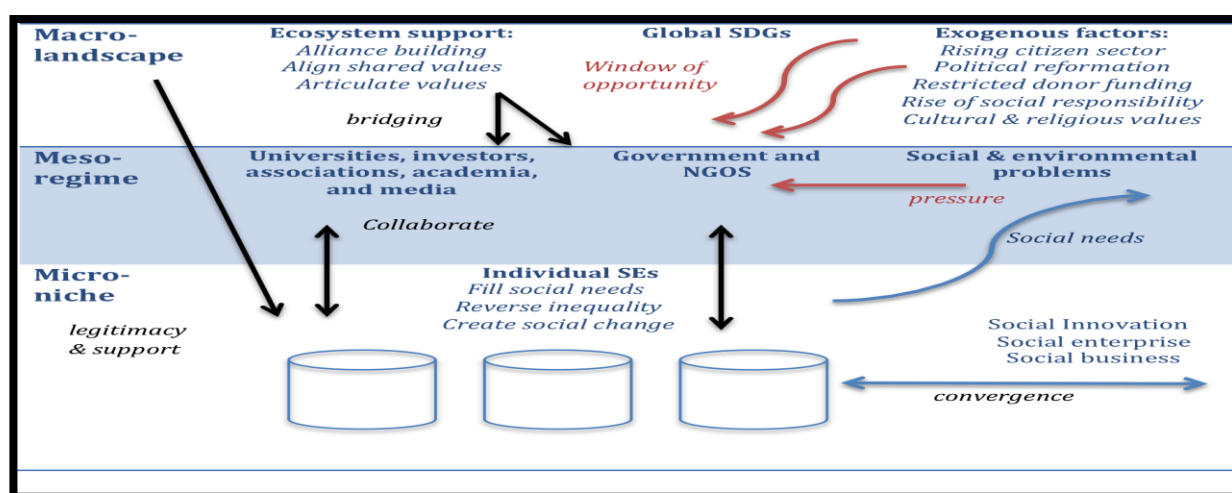 Macro-
landscape
Ecosystem support:
Alliance building
Align shared values
Articulate values
bridging
Global SDGs
Window of
opportunity
Exogenous factors:
Rising citizen sector
Political reformation
Restricted donor funding
Rise of social responsibility
Cultural & religious values
Meso-
regime
Universities, investors,
associations, academia,
and media
Collaborate
Government and
NGOS
Social & environmental
problems
pressure
Social needs
Micro-
niche
legitimacy
& support
Individual SEs
Fill social needs
Reverse inequality
Create social change
Social Innovation
Social enterprise
Social business
convergence